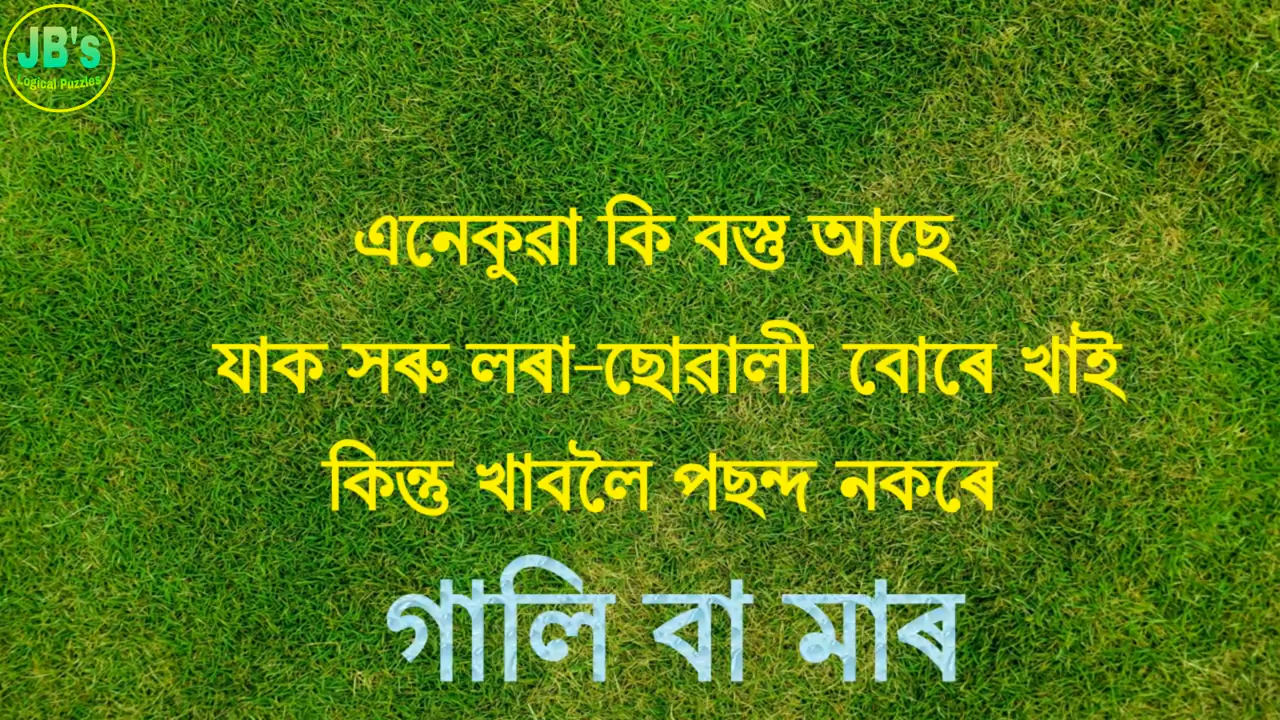 JB's
Logical Puzzles
এনেকুৱা কি বস্তু আছে
যাক সৰু লৰা-ছোৱালী বোৰে খাই
কিন্তু খাবলৈ পছন্দ নকৰে
গালি বা মাৰ